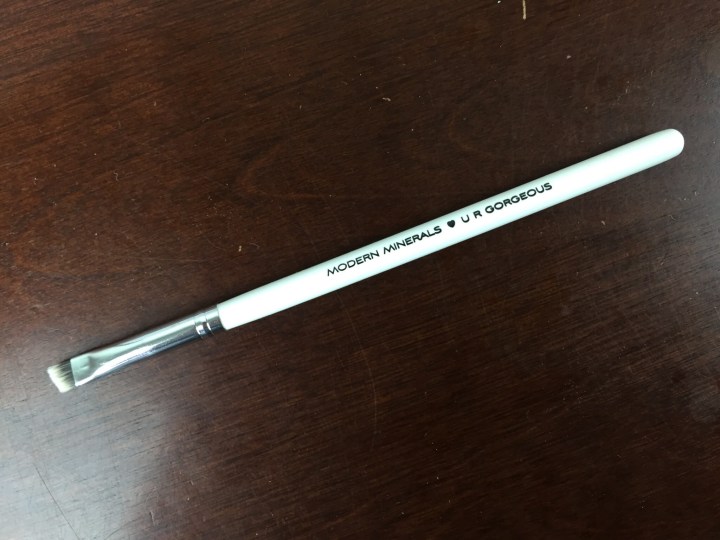 MODERN MINERALS ♥ U R GORGEOUS